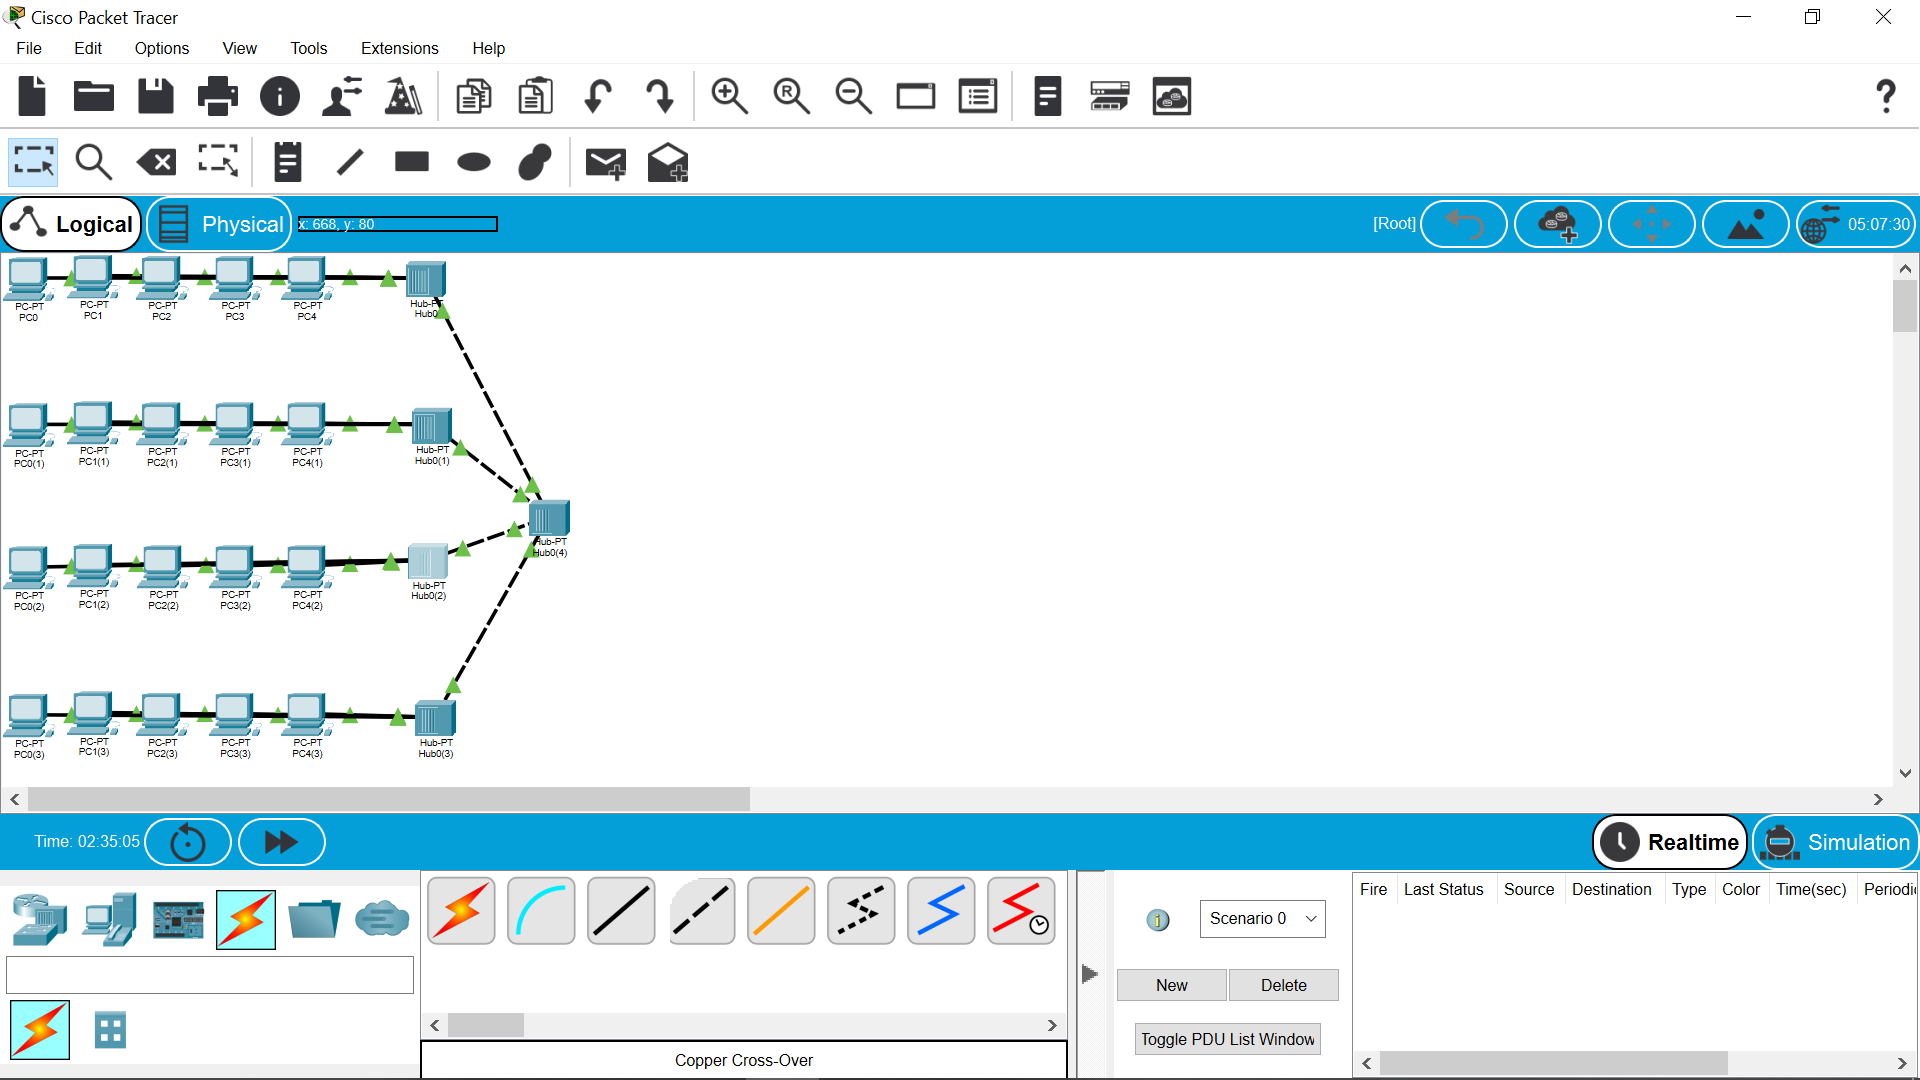 Cisco Packet Tracer
File Edit Options View Tools Extensions Help
Logical Physical x: 668, y: 80 [Root] 05:07:30
PC-PT PC-PT PC-PT PC-PT PC-PT Hub-PT
PC0 PC1 PC2 PC3 PC4 Hub0
PC-PT PC-PT PC-PT PC-PT PC-PT Hub-PT
PC0(1) PC1(1) PC2(1) PC3(1) PC4(1) Hub0(1)
Hub-PT
Hub0(4)
PC-PT PC-PT PC-PT PC-PT PC-PT Hub-PT
PC0(2) PC1(2) PC2(2) PC3(2) PC4(2) Hub0(2)
PC-PT PC-PT PC-PT PC-PT PC-PT Hub-PT
PC0(3) PC1(3) PC2(3) PC3(3) PC4(3) Hub0(3)
Time: 02:35:05 Realtime Simulation
Fire Last Status Source Destination Type Color Time(sec) Periodi
Scenario 0
New Delete
Toggle PDU List Window
Copper Cross-Over